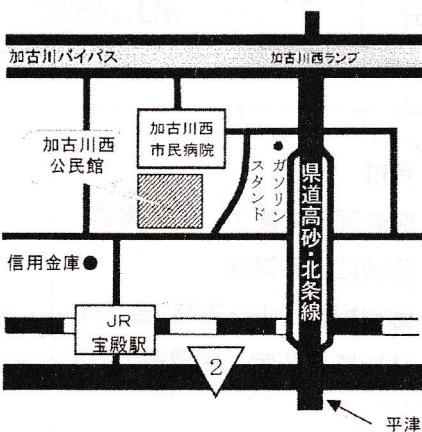 加古川バイパス
加古川西ランプ
加古川西
公民館
加古川西
市民病院
ガソリン
スタンド
県道高砂・北条線
信用金庫
JR
宝殿駅
2
平津